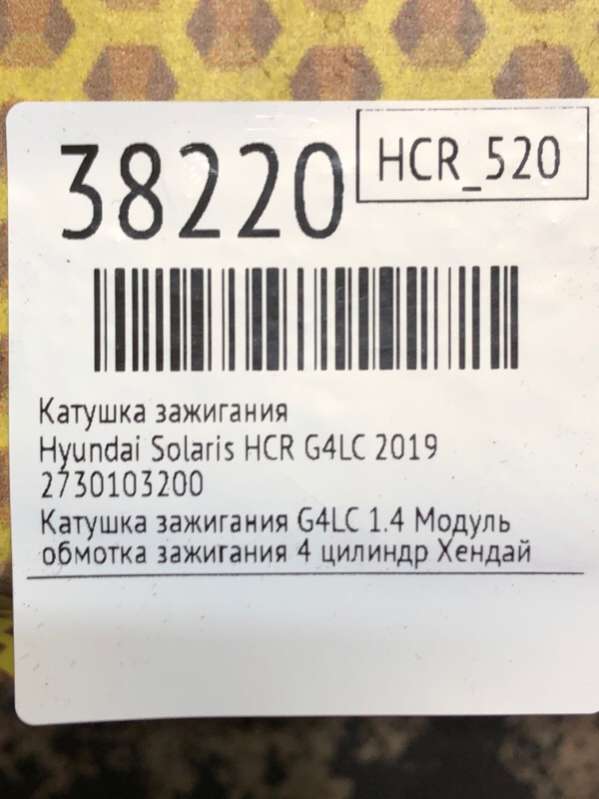 38220
HCR_520
Катушка зажигания
Hyundai Solaris HCR G4LC 2019
2730103200
Катушка зажигания G4LC 1.4 Модуль
обмотка зажигания 4 цилиндр Хендай